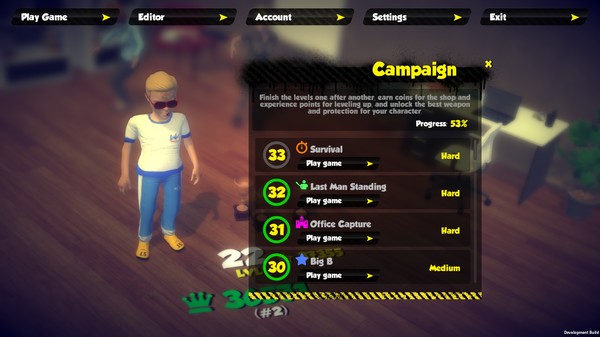 Play Game
Editor
Account
Settings
Exit
Campaign
x
Finish the levels one after another, earn coins for the shop and
experience points for leveling up, and unlock the best weapon
and protection for your character.
Progress: 53%
33
Survival
Play game
Hard
32
Last Man Standing
Play game
Hard
31
Office Capture
Play game
Hard
30
Big B
Play game
Medium
22
LVL
(#2)
Development Build